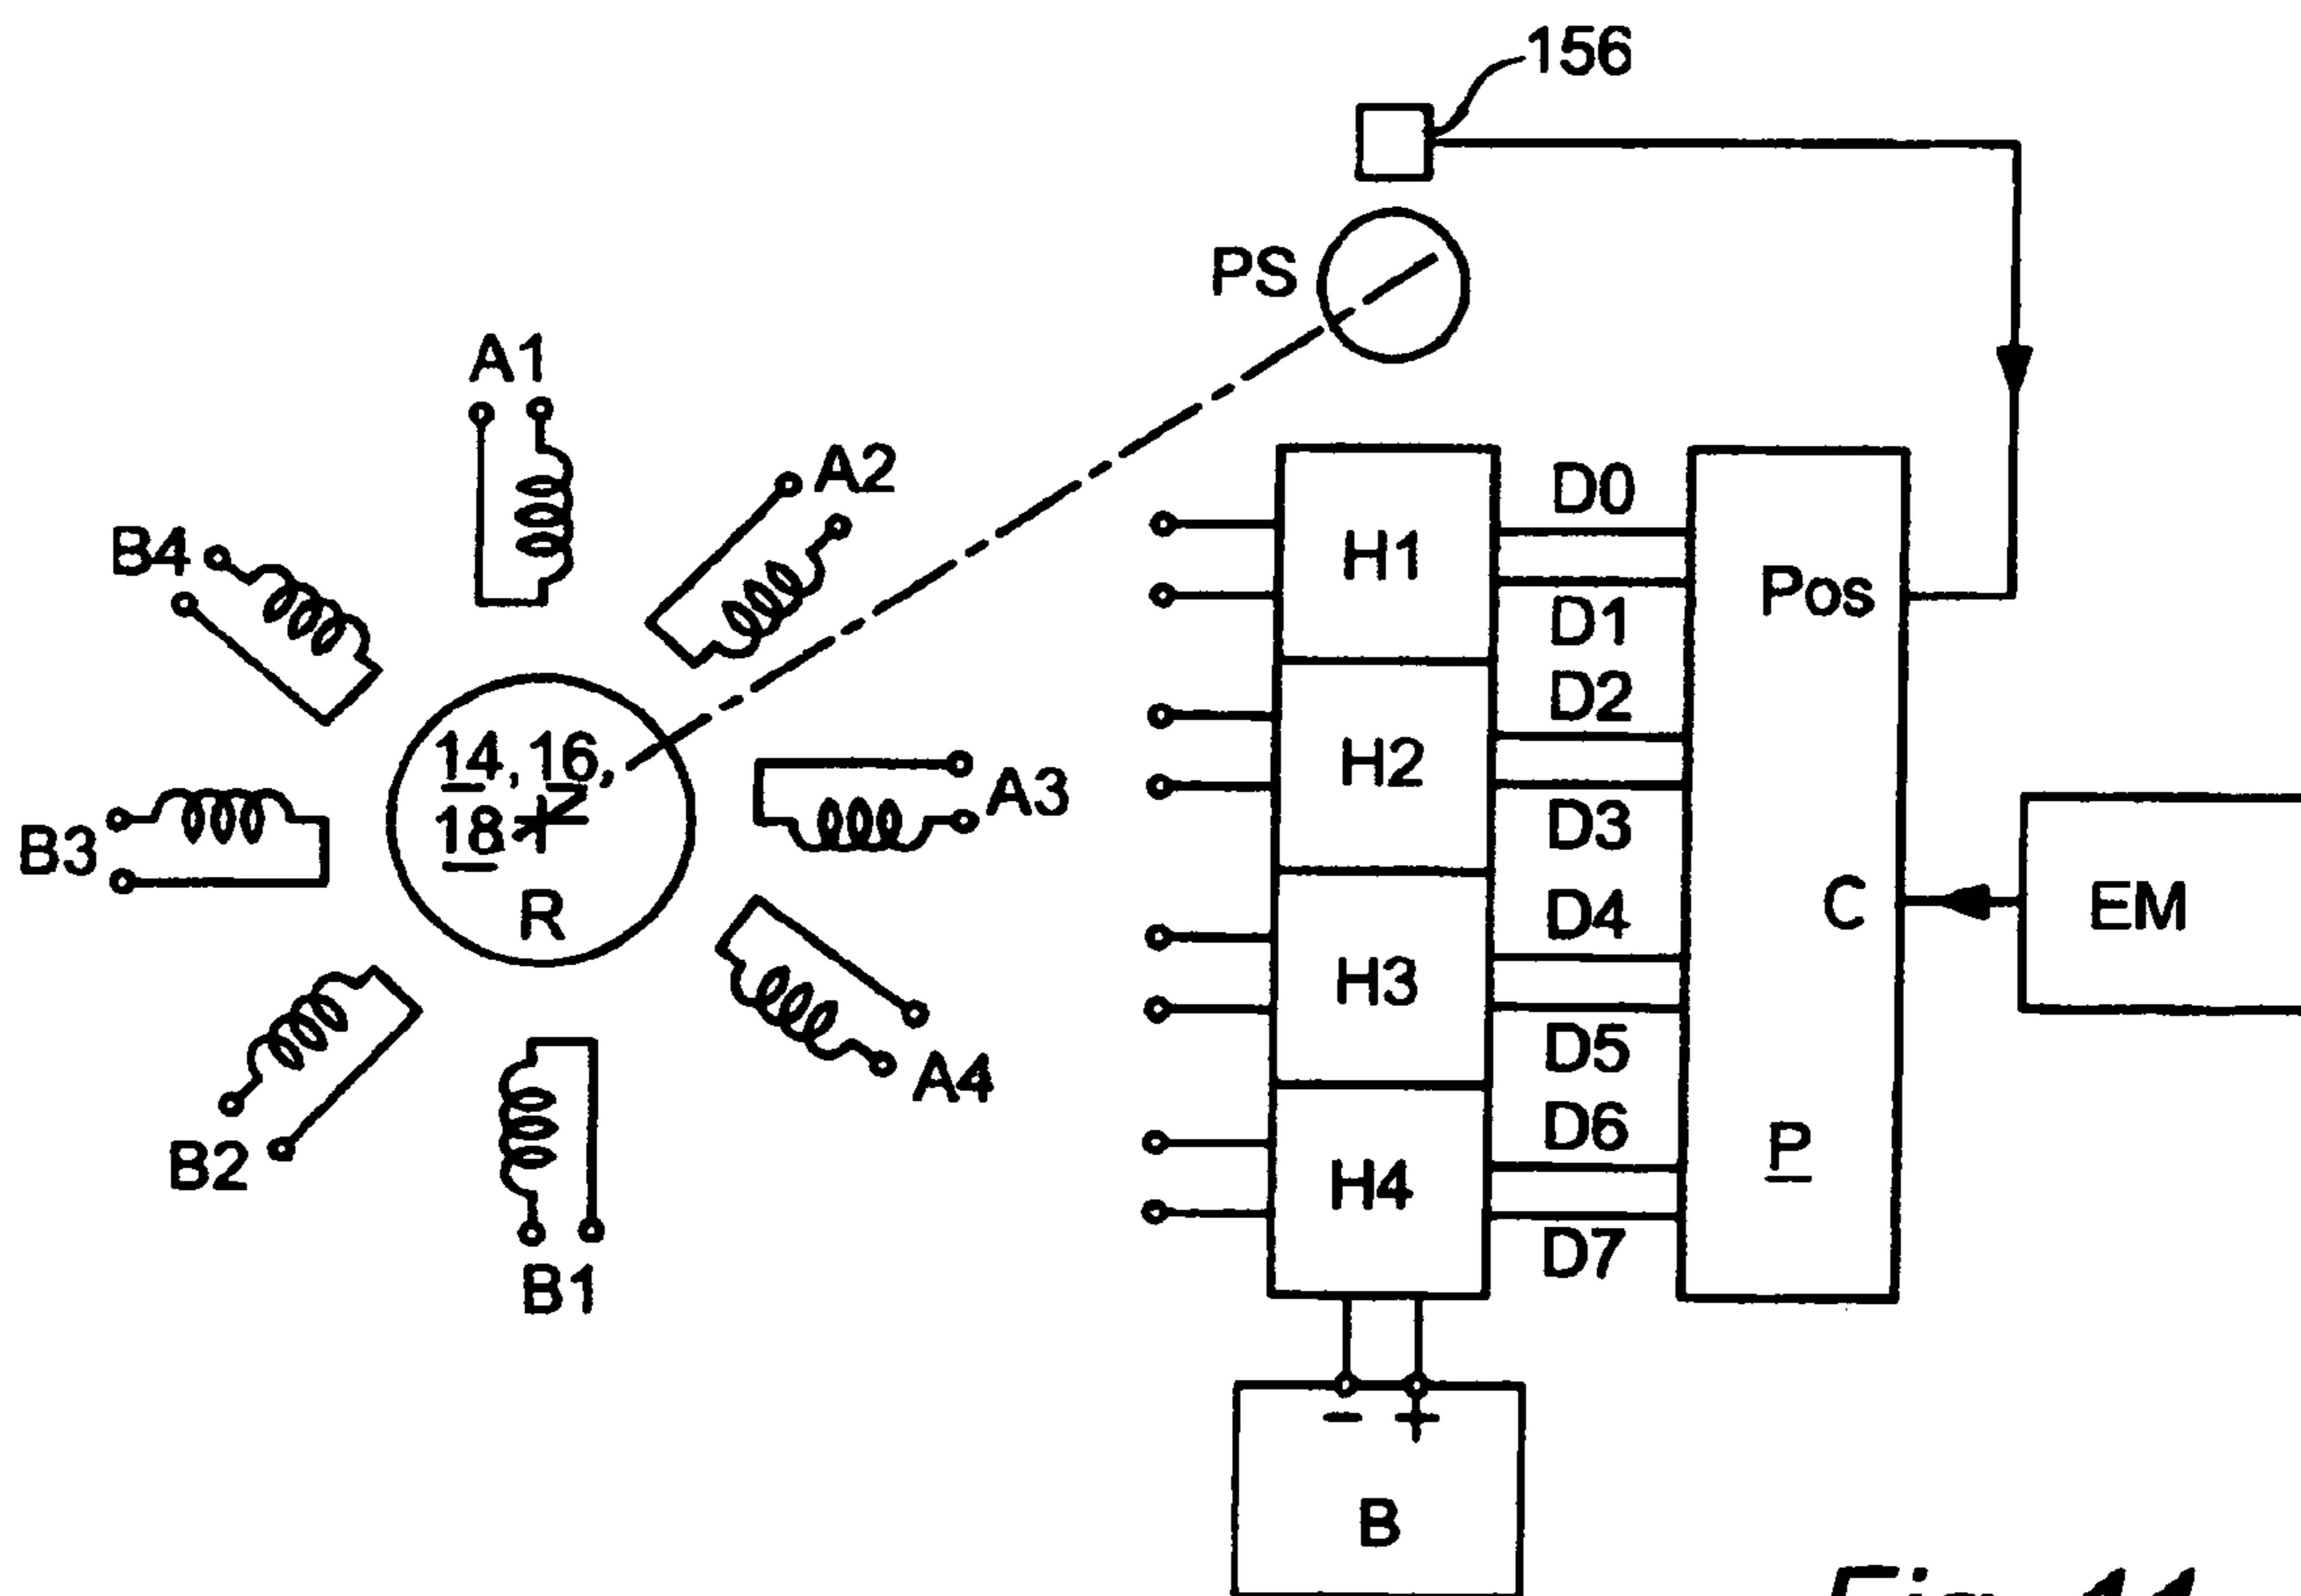 156
PS
A1
A2
B4
D0
H1
Pos
D1
D2
14, 16,
18
H2
A3
B3
D3
R
D4
C
EM
H3
D5
A4
D6
P
B2
H4
D7
B1
- +
B